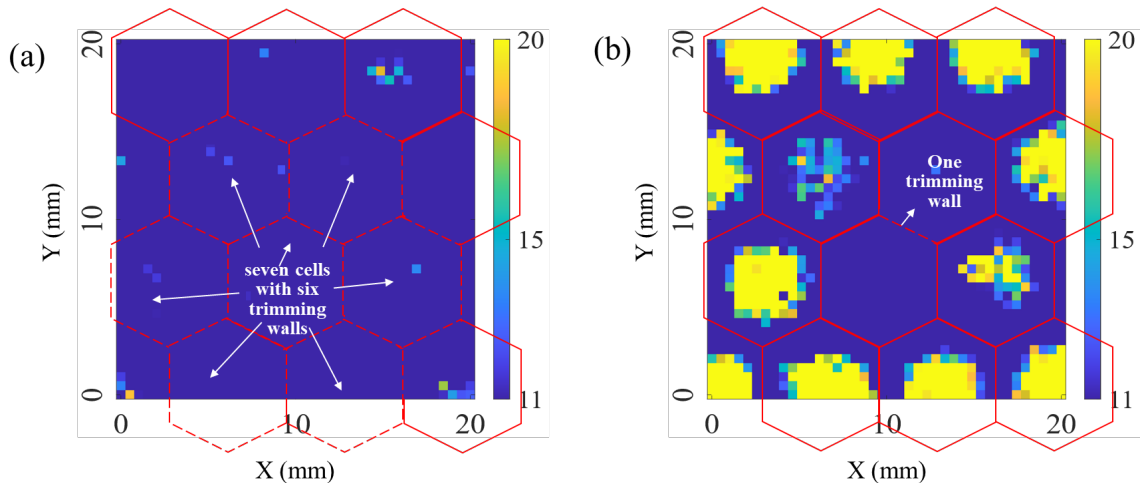 (a)
20
10
0
Y (mm)
0
10
20
X (mm)
20
15
11
seven cells
with six
trimming
walls
(b)
20
10
0
Y (mm)
0
10
20
X (mm)
20
15
11
One
trimming
wall